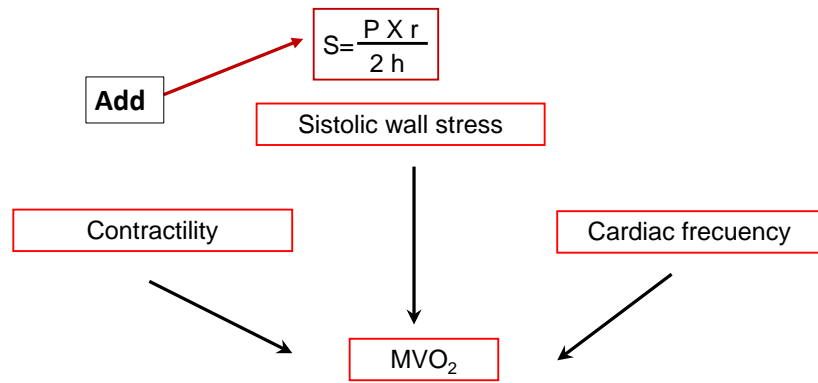 S= P X r
2 h
Add
Sistolic wall stress
Contractility
Cardiac frecuency
MVO₂